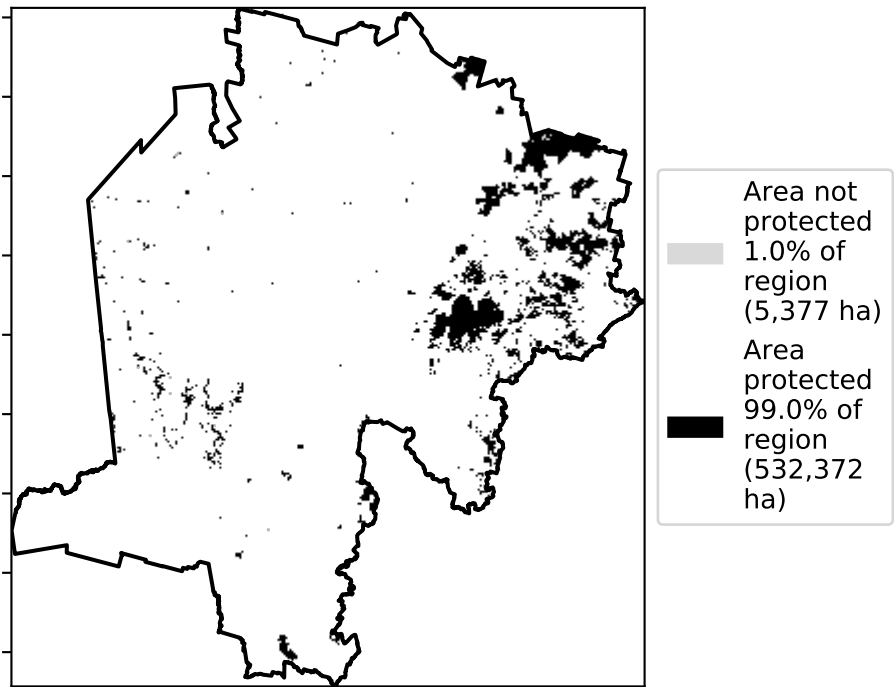 Area not
protected
1.0% of
region
(5,377 ha)
Area
protected
99.0% of
region
(532,372
ha)